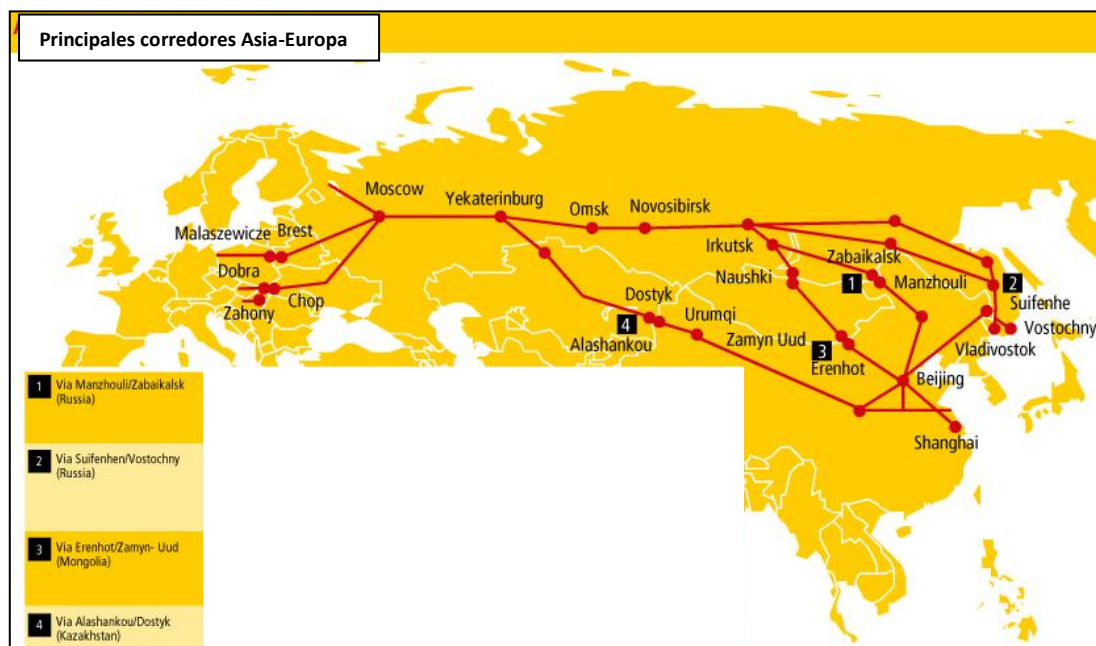 Principales corredores Asia-Europa
Moscow
Yekaterinburg
Omsk
Novosibirsk
Malaszewicze
Brest
Irkutsk
Zabaikalsk
Dobra
Naushki
1
Manzhouli
2
Chop
Suifenhe
Zahony
Dostyk
Urumqi
Vostochny
4
Alashankou
Zamyn Uud
Vladivostok
3
Erenhot
Beijing
Shanghai
1 Via Manzhouli/Zabaikalsk
(Russia)
2 Via Suifenhen/Vostochny
(Russia)
3 Via Erenhot/Zamyn- Uud
(Mongolia)
4 Via Alashankou/Dostyk
(Kazakhstan)